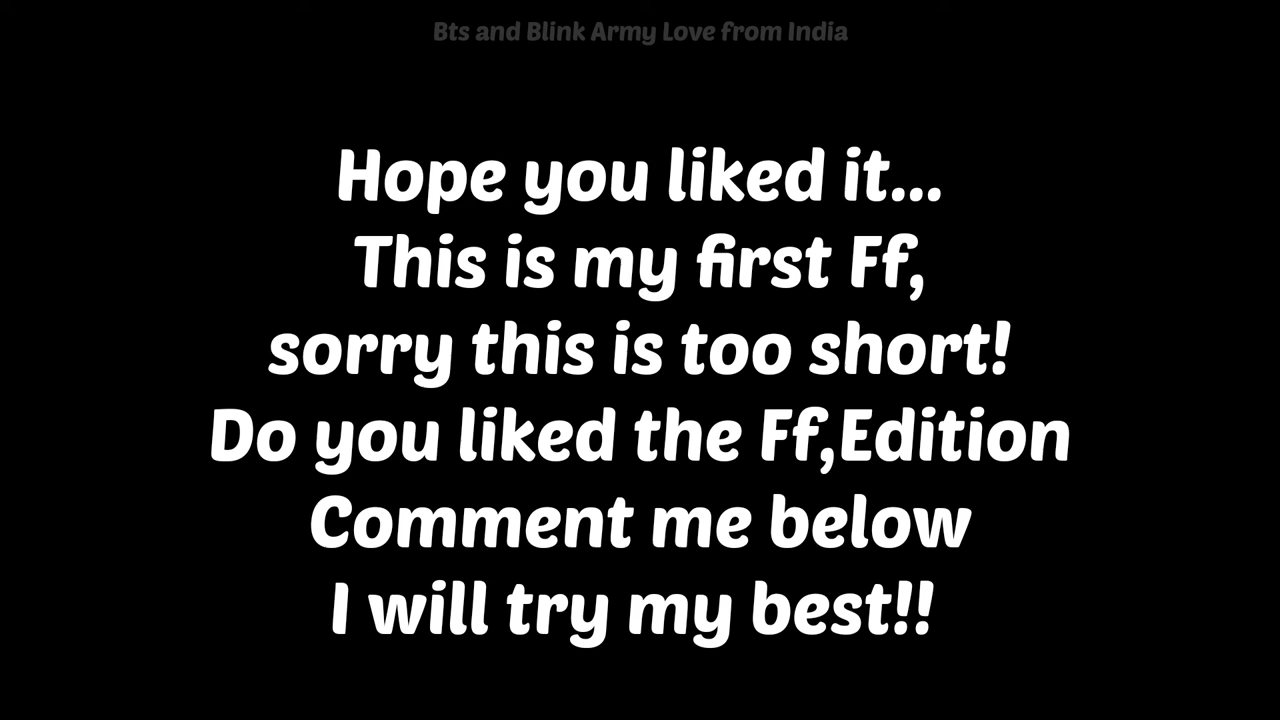 Bts and Blink Army Love from India
Hope you liked it...
This is my first Ff,
sorry this is too short!
Do you liked the Ff,Edition
Comment me below
I will try my best!!